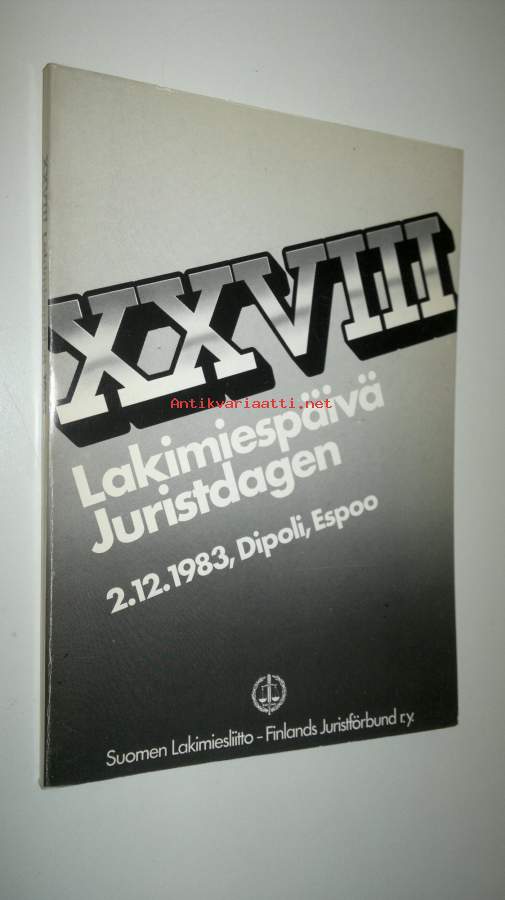 XXVIII
Antikvariaatti.net
Lakimiespäivä
Juristdagen
2.12.1983, Dipoli, Espoo
Suomen Lakimiesliitto – Finlands Juristförbund r.y.